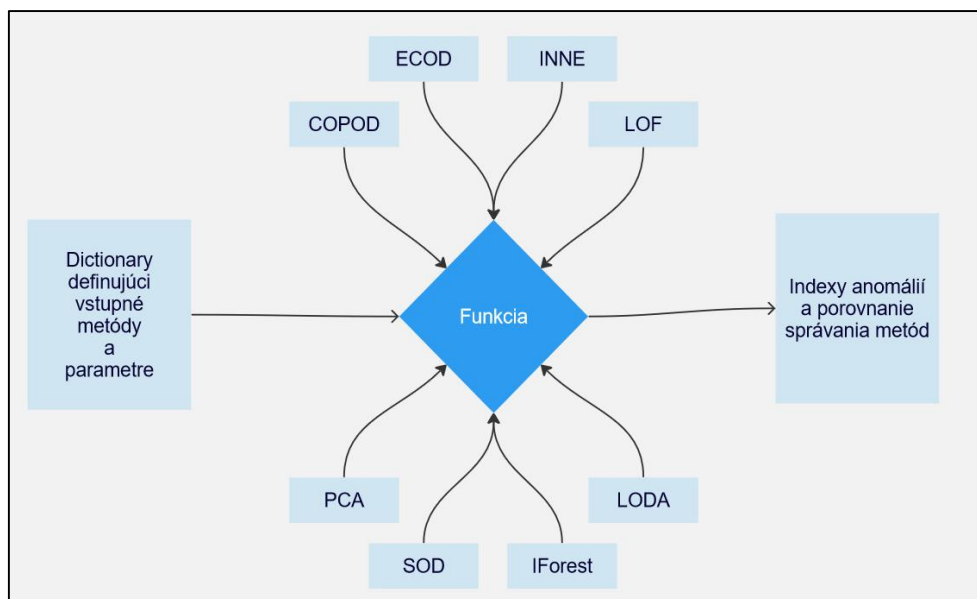 ECOD
INNE
COPOD
LOF
Dictionary
definujúci
vstupné
metódy
a
parametre
Funkcia
Indexy anomálií
a porovnanie
správania metód
PCA
LODA
SOD
IForest